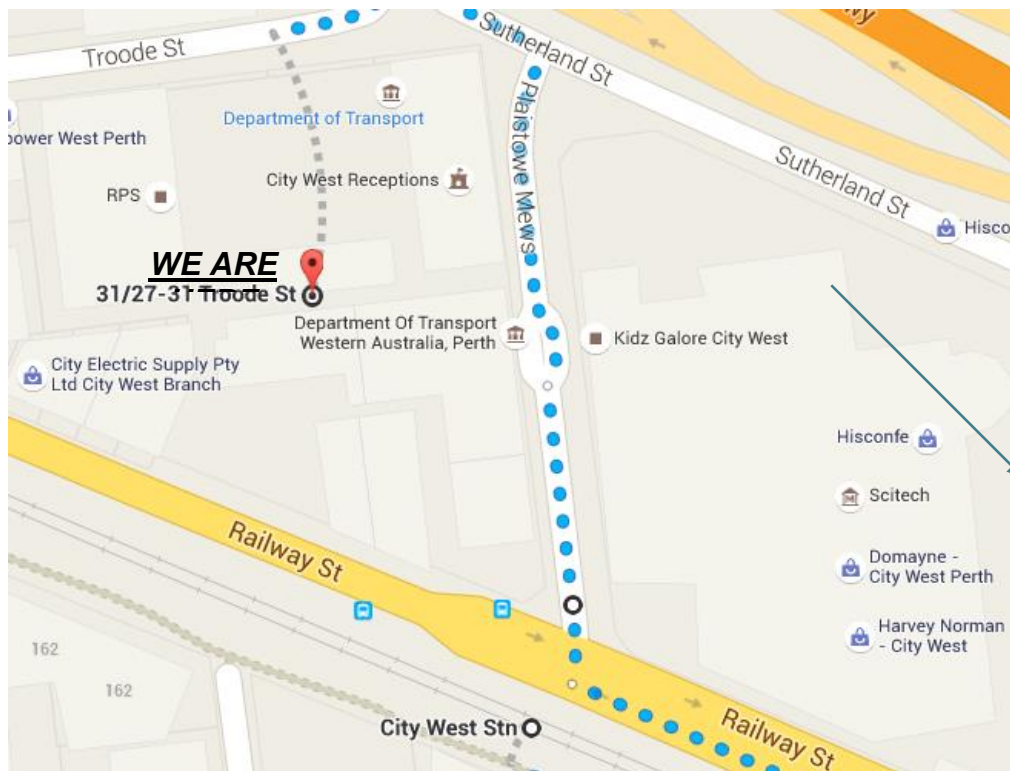 Troode St
Sutherland St
wy
Plaistowe Mews
Department of Transport
power West Perth
City West Receptions
RPS
Sutherland St
Hisco
WE ARE
31/27-31 Troode St
Department Of Transport
Western Australia, Perth
Kidz Galore City West
City Electric Supply Pty
Ltd City West Branch
Hisconfe
Scitech
Railway St
Domayne -
City West Perth
Harvey Norman
- City West
162
162
City West Stn
Railway St